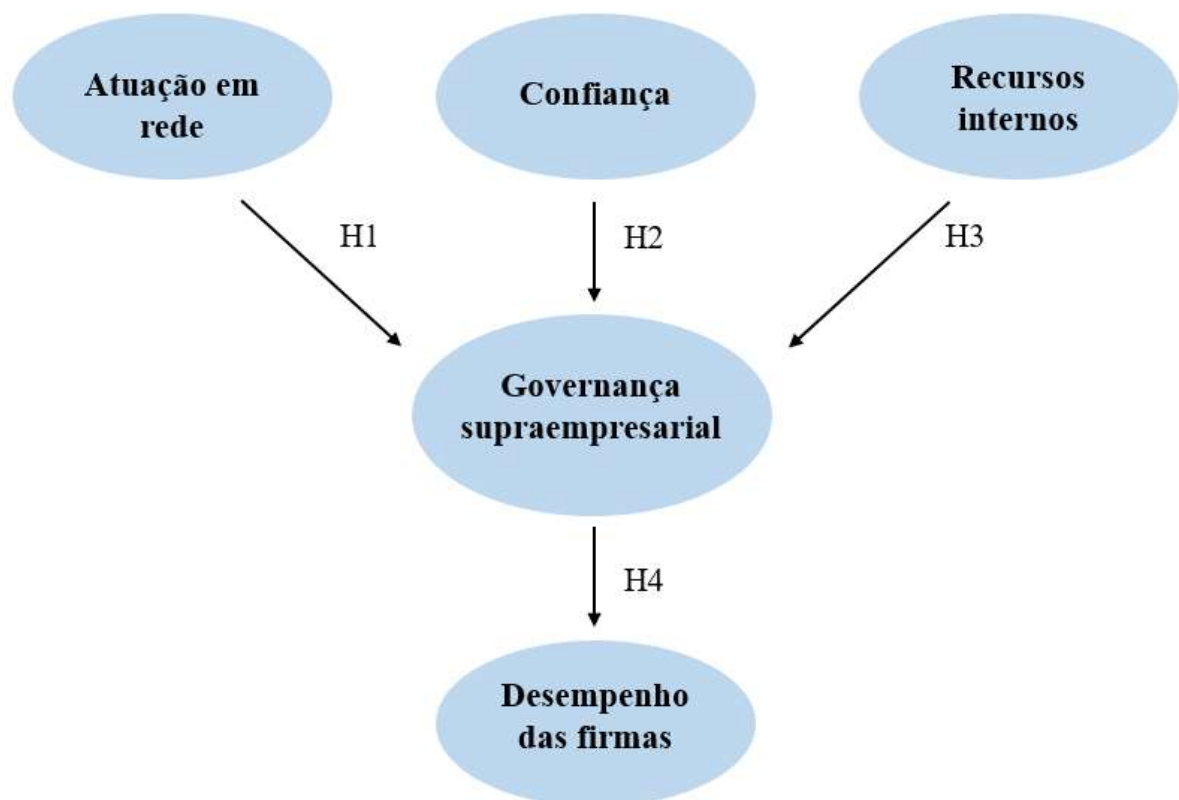 Atuação em
rede
Confiança
Recursos
internos
H1
H2
H3
Governança
supraempresarial
H4
Desempenho
das firmas